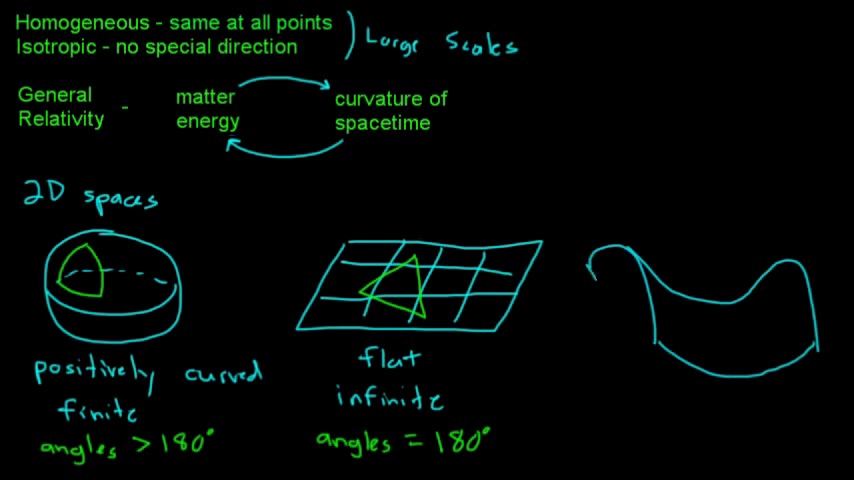 Homogeneous - same at all points
Isotropic - no special direction
Large Scales
General Relativity - matter energy
curvature of spacetime
2D spaces
positively curved
finite
angles > 180°
flat
infinite
angles = 180°